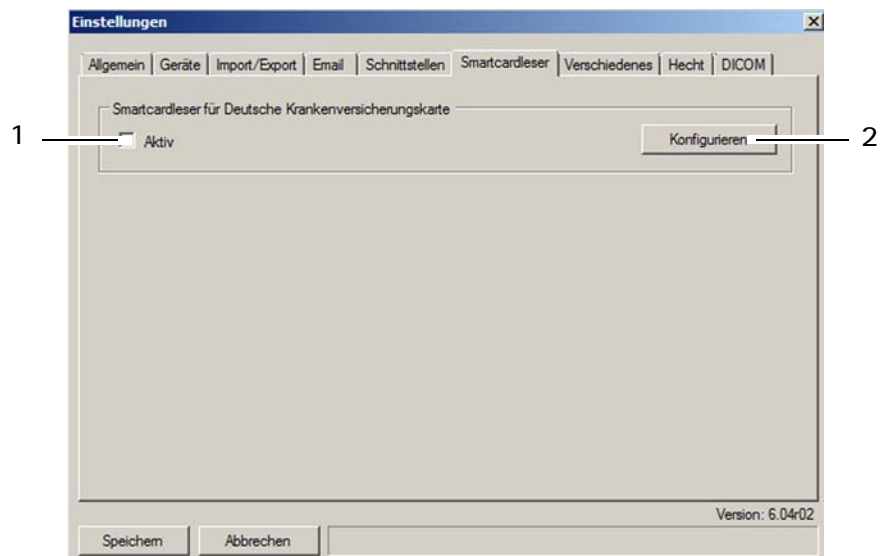 Einstellungen
Allgemein Geräte Import/Export Email Schnittstellen Smartcardleser Verschiedenes Hecht DICOM
Smartcardleser für Deutsche Krankenversicherungskarte
1 Aktiv Konfigurieren 2
Version: 6.04r02
Speichern Abbrechen